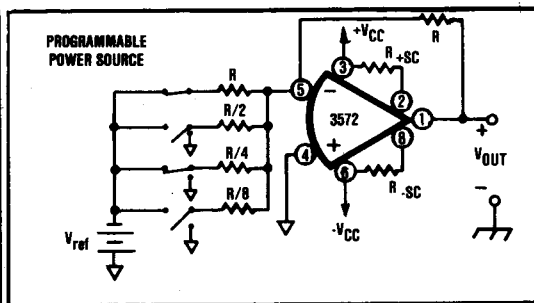 PROGRAMMABLE
POWER SOURCE
+VCC
R
R +SC
R
R/2
R/4
R/8
5
3
2
1
4
6
8
3572
−
+
R -SC
-VCC
+
VOUT
−
Vref